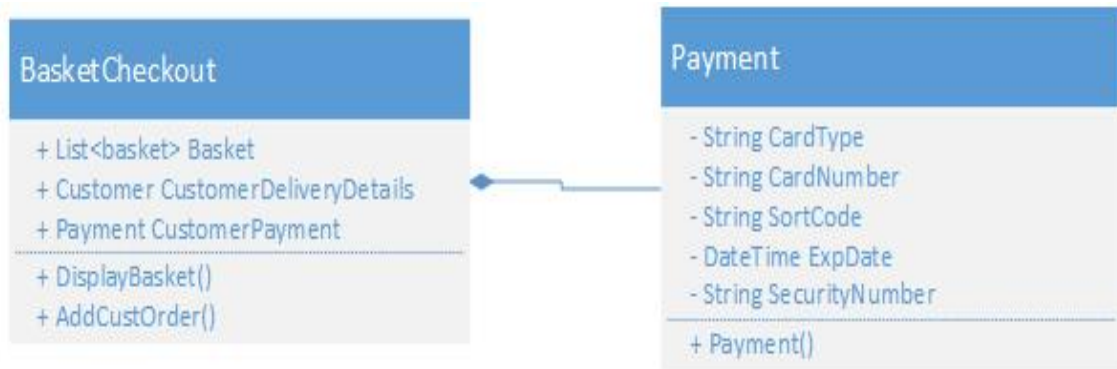 BasketCheckout
+ List<basket> Basket
+ Customer CustomerDeliveryDetails
+ Payment CustomerPayment
+ DisplayBasket()
+ AddCustOrder()
Payment
- String CardType
- String CardNumber
- String SortCode
- DateTime ExpDate
- String SecurityNumber
+ Payment()